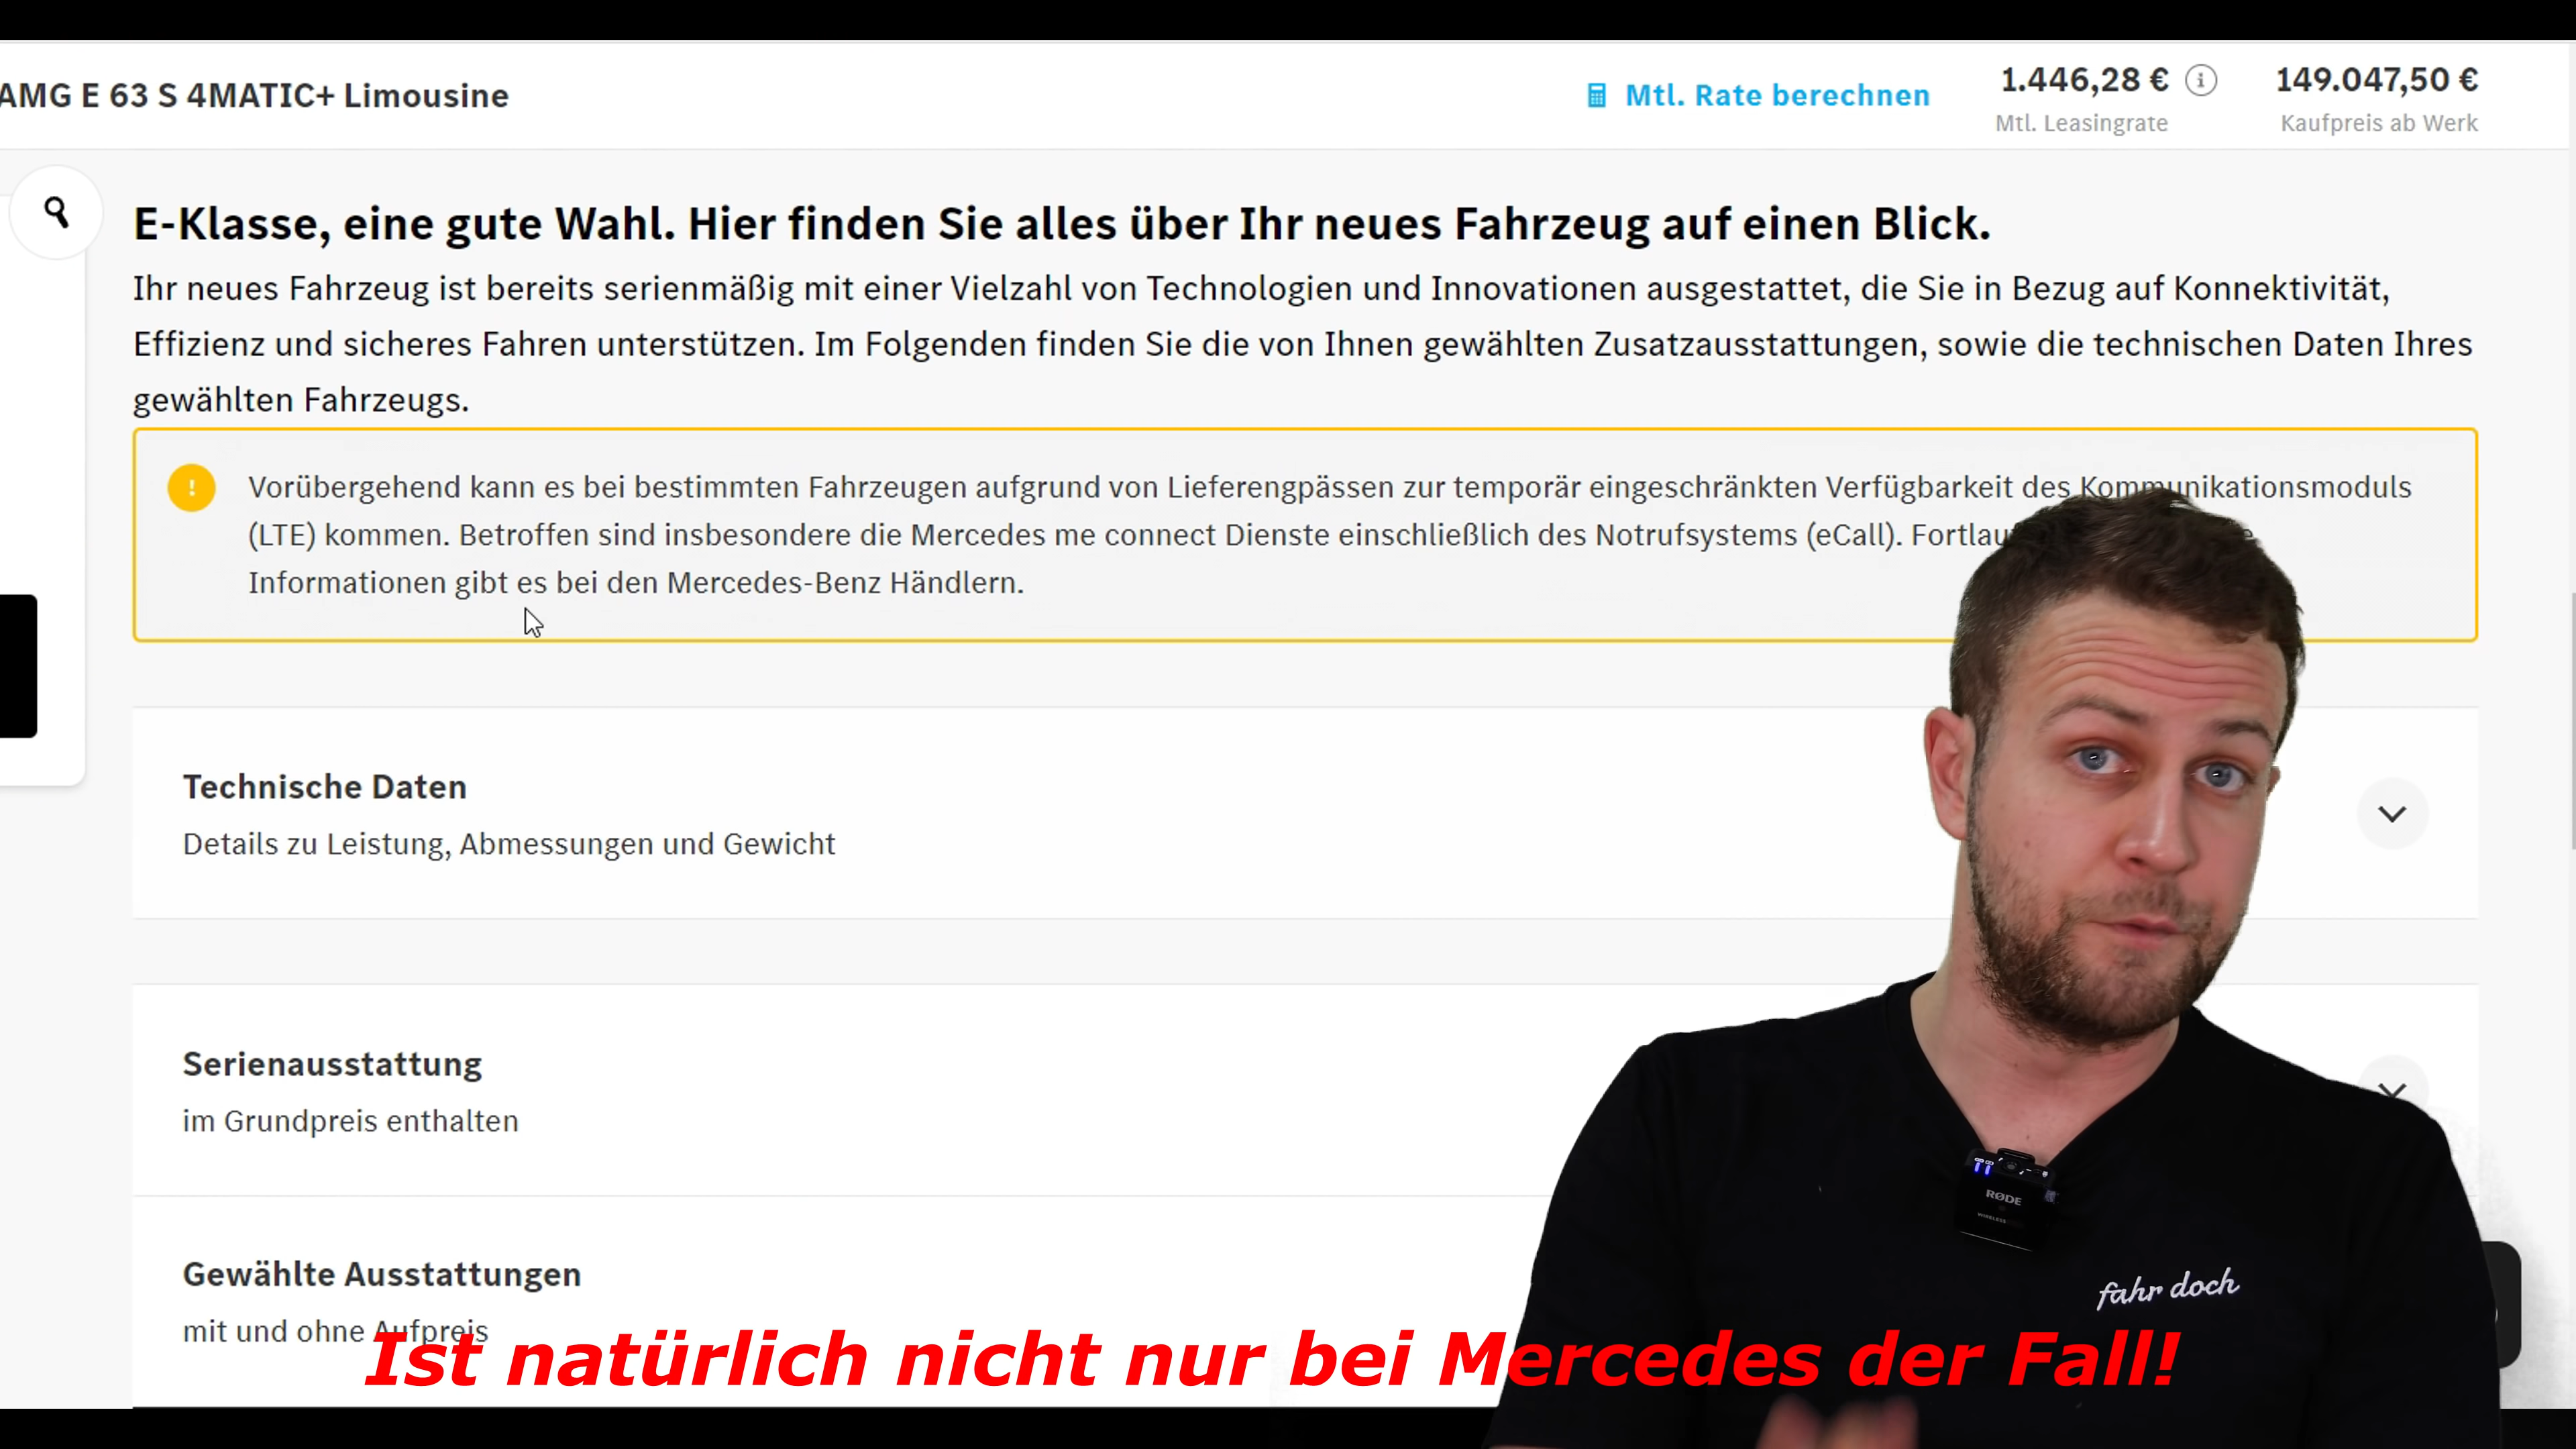 AMG E 63 S 4MATIC+ Limousine
Mtl. Rate berechnen
1.446,28 €
Mtl. Leasingrate
149.047,50 €
Kaufpreis ab Werk
E-Klasse, eine gute Wahl. Hier finden Sie alles über Ihr neues Fahrzeug auf einen Blick.
Ihr neues Fahrzeug ist bereits serienmäßig mit einer Vielzahl von Technologien und Innovationen ausgestattet, die Sie in Bezug auf Konnektivität,
Effizienz und sicheres Fahren unterstützen. Im Folgenden finden Sie die von Ihnen gewählten Zusatzausstattungen, sowie die technischen Daten Ihres
gewählten Fahrzeugs.
Vorübergehend kann es bei bestimmten Fahrzeugen aufgrund von Lieferengpässen zur temporär eingeschränkten Verfügbarkeit des Kommunikationsmoduls
(LTE) kommen. Betroffen sind insbesondere die Mercedes me connect Dienste einschließlich des Notrufsystems (eCall).
Informationen gibt es bei den Mercedes-Benz Händlern.
Technische Daten
Details zu Leistung, Abmessungen und Gewicht
Serienausstattung
im Grundpreis enthalten
Gewählte Ausstattungen
mit und ohne Aufpreis
RØDE
WIRELESS
fahr doch
Ist natürlich nicht nur bei Mercedes der Fall!